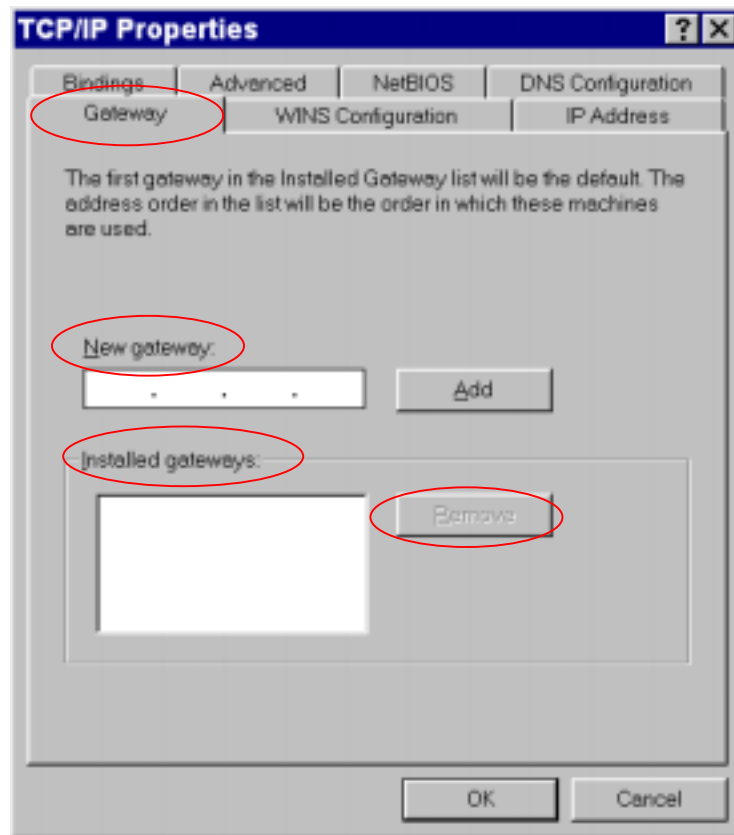 TCP/IP Properties
? X
Bindings Advanced NetBIOS DNS Configuration
Gateway WINS Configuration IP Address
The first gateway in the Installed Gateway list will be the default. The
address order in the list will be the order in which these machines
are used.
New gateway:
. . .
Add
Installed gateways:
Remove
OK Cancel